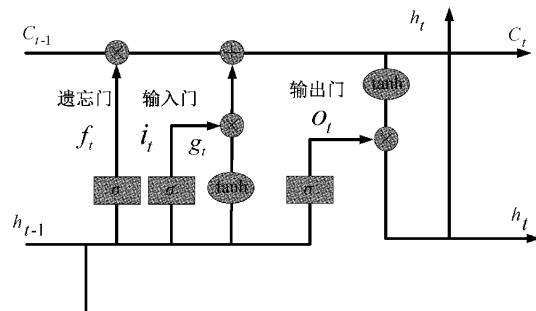 h_t
C_{t-1}
C_t
tanh
遗忘门
输入门
输出门
f_t
i_t
g_t
O_t
σ
σ
tanh
σ
h_{t-1}
h_t